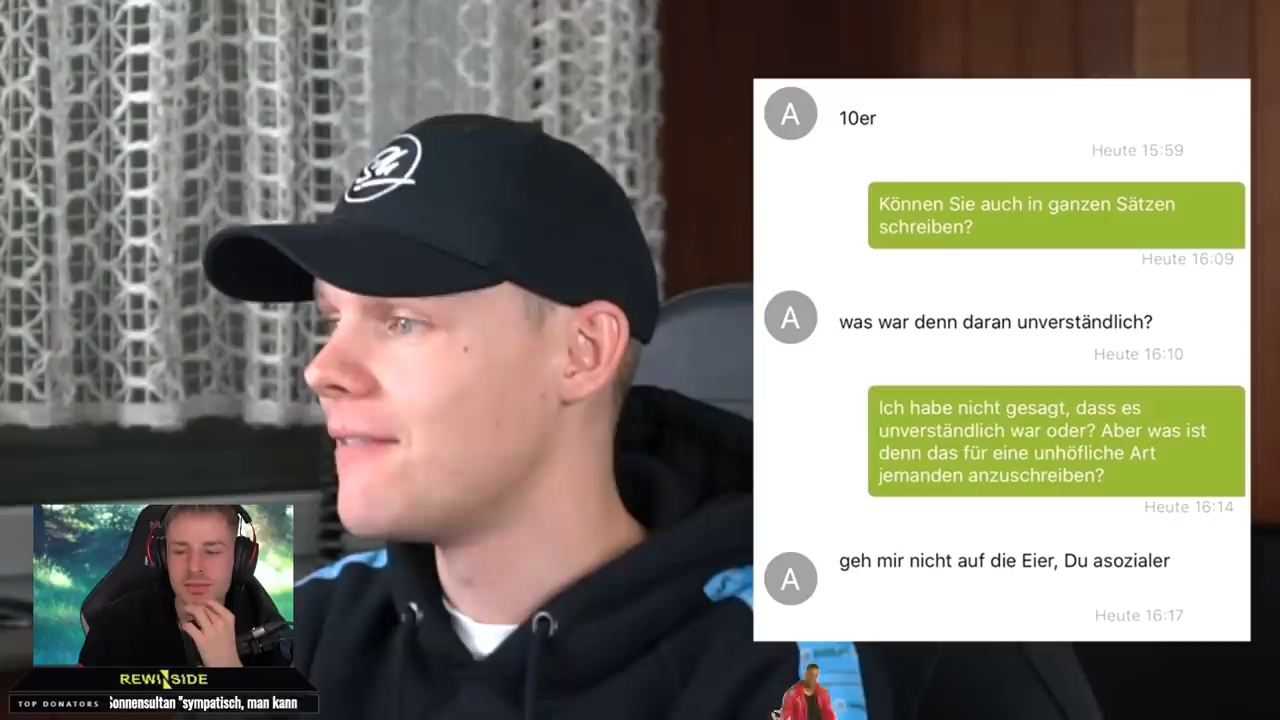 A
10er
Heute 15:59
Können Sie auch in ganzen Sätzen
schreiben?
Heute 16:09
A
was war denn daran unverständlich?
Heute 16:10
Ich habe nicht gesagt, dass es
unverständlich war oder? Aber was ist
denn das für eine unhöfliche Art
jemanden anzuschreiben?
Heute 16:14
A
geh mir nicht auf die Eier, Du asozialer
Heute 16:17
REWINSIDE
TOP DONATORS Sonnensultan "sympatisch, man kann